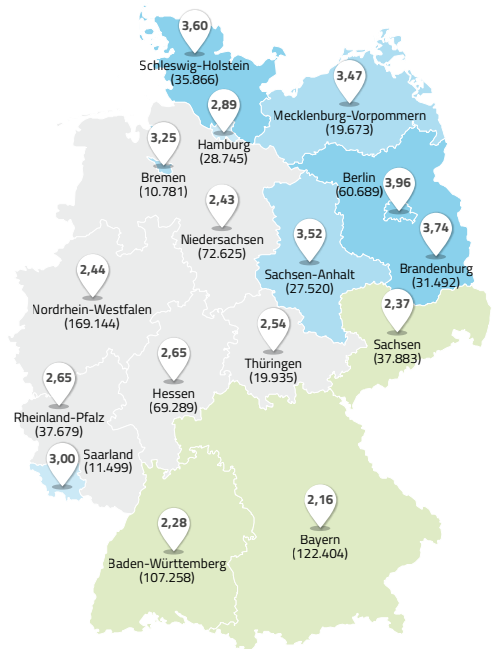 3,60
Schleswig-Holstein
(35.866)
3,47
Mecklenburg-Vorpommern
(19.673)
2,89
Hamburg
(28.745)
3,25
Bremen
(10.781)
Berlin
(60.689)
3,96
2,43
Niedersachsen
(72.625)
3,52
Sachsen-Anhalt
(27.520)
3,74
Brandenburg
(31.492)
2,44
Nordrhein-Westfalen
(169.144)
2,37
Sachsen
(37.883)
2,54
Thüringen
(19.935)
2,65
Hessen
(69.289)
2,65
Rheinland-Pfalz
(37.679)
3,00
Saarland
(11.499)
2,16
Bayern
(122.404)
2,28
Baden-Württemberg
(107.258)